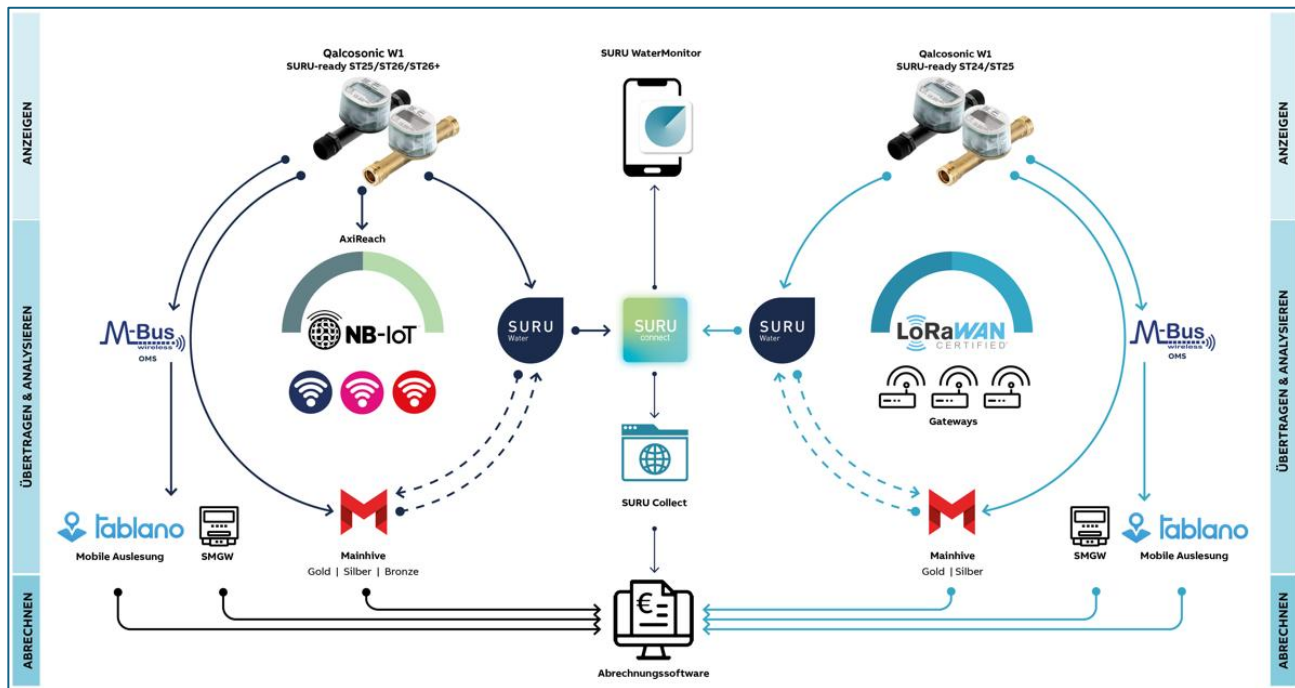 ANZEIGEN
ÜBERTRAGEN & ANALYSIEREN
ABRECHNEN
Qalcosonic W1
SURU-ready ST25/ST26/ST26+
AxiReach
NB-IoT
M-Bus
wireless
OMS
SURU
Water
tablano
Mobile Auslesung
SMGW
Mainhive
Gold | Silber | Bronze
SURU WaterMonitor
SURU
connect
SURU Collect
€
Abrechnungssoftware
Qalcosonic W1
SURU-ready ST24/ST25
SURU
Water
LoRaWAN
CERTIFIED
Gateways
M-Bus
wireless
OMS
Mainhive
Gold | Silber
SMGW
tablano
Mobile Auslesung
ANZEIGEN
ÜBERTRAGEN & ANALYSIEREN
ABRECHNEN